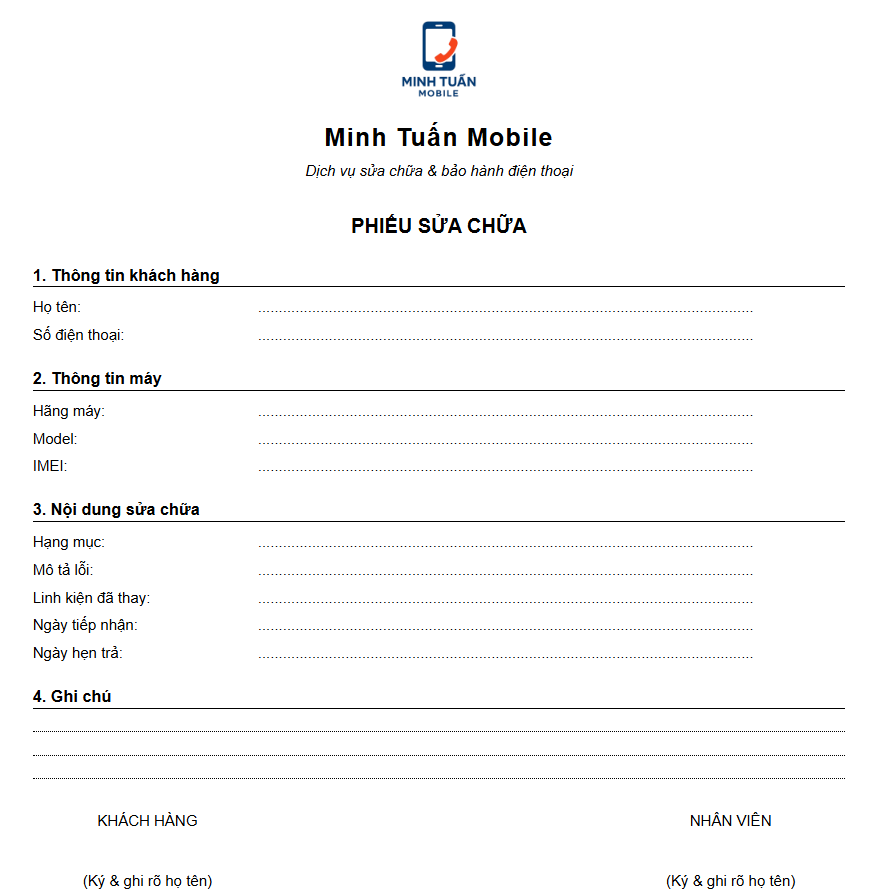 MINH TUẤN
MOBILE
Minh Tuấn Mobile
Dịch vụ sửa chữa & bảo hành điện thoại
PHIẾU SỬA CHỮA
1. Thông tin khách hàng
Họ tên: ........................................................................................................................
Số điện thoại: ........................................................................................................................
2. Thông tin máy
Hãng máy: ........................................................................................................................
Model: ........................................................................................................................
IMEI: ........................................................................................................................
3. Nội dung sửa chữa
Hạng mục: ........................................................................................................................
Mô tả lỗi: ........................................................................................................................
Linh kiện đã thay: ........................................................................................................................
Ngày tiếp nhận: ........................................................................................................................
Ngày hẹn trả: ........................................................................................................................
4. Ghi chú
KHÁCH HÀNG NHÂN VIÊN
(Ký & ghi rõ họ tên) (Ký & ghi rõ họ tên)